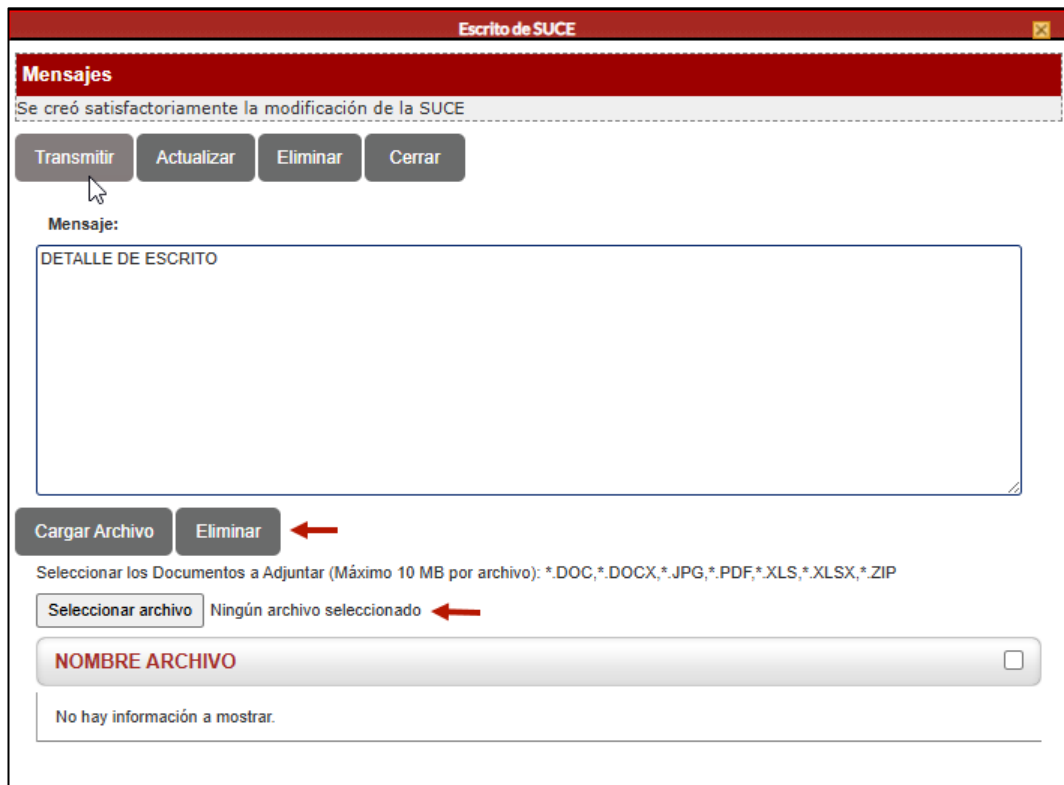 Escrito de SUCE
Mensajes
Se creó satisfactoriamente la modificación de la SUCE
Transmitir Actualizar Eliminar Cerrar
Mensaje:
DETALLE DE ESCRITO
Cargar Archivo Eliminar
Seleccionar los Documentos a Adjuntar (Máximo 10 MB por archivo): *.DOC,*.DOCX,*.JPG,*.PDF,*.XLS,*.XLSX,*.ZIP
Seleccionar archivo Ningún archivo seleccionado
NOMBRE ARCHIVO
No hay información a mostrar.